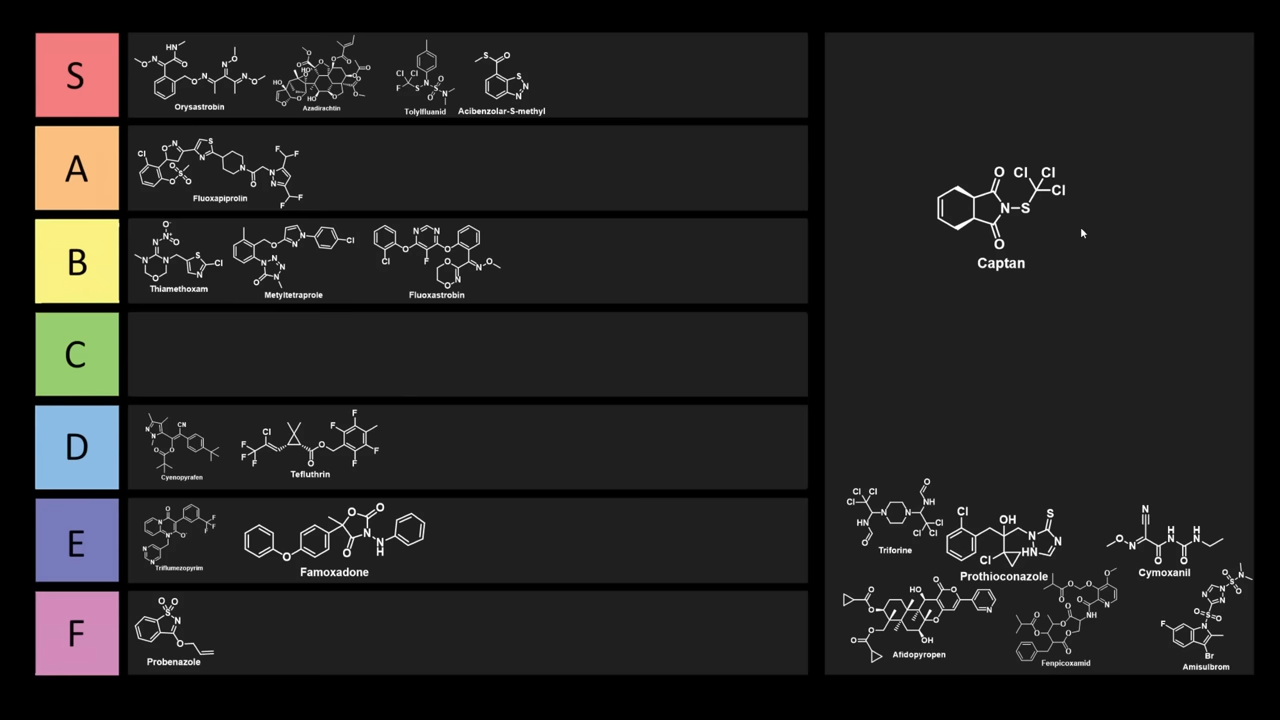 S
Orysastrobin
Azadirachtin
Tolylfluanid
Acibenzolar-S-methyl
A
Fluoxapiprolin
B
Thiamethoxam
Metyltetraprole
Fluoxastrobin
C
D
Cyenopyrafen
Tefluthrin
E
Triflumezopyrim
Famoxadone
F
Probenazole
Captan
Triforine
Prothioconazole
Cymoxanil
Afidopyropen
Fenpicoxamid
Amisulbrom